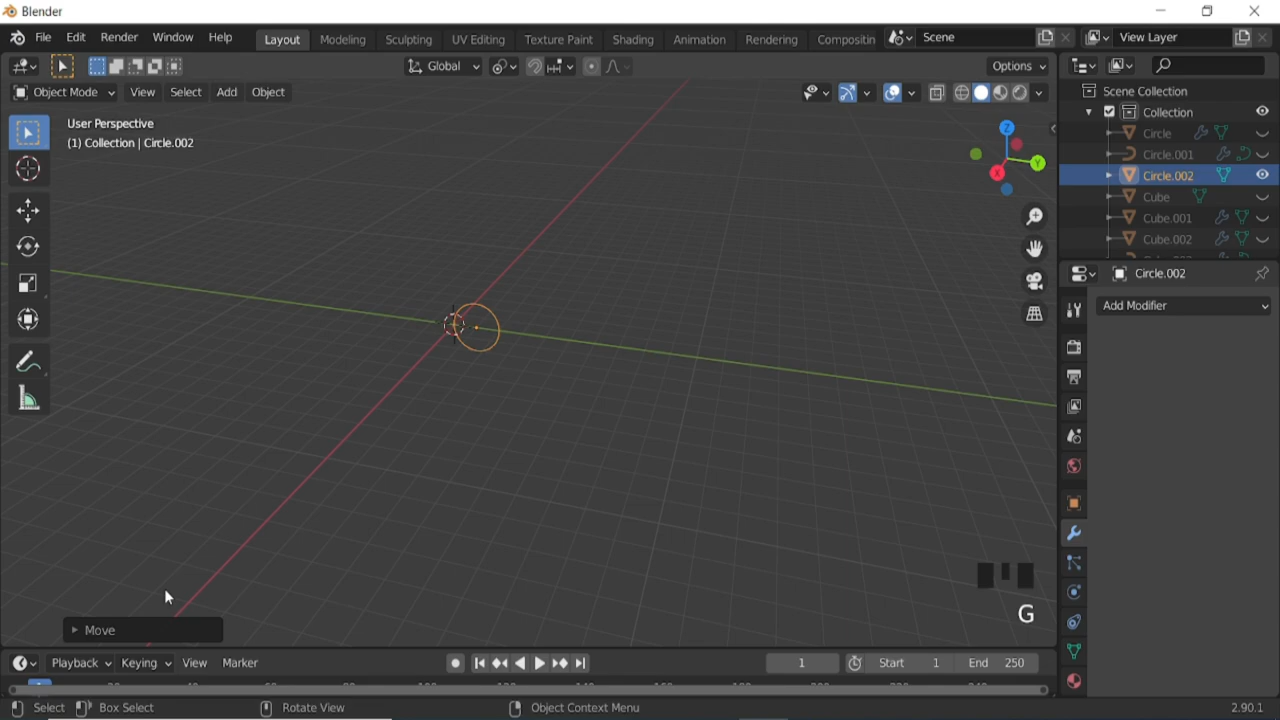 Blender
File Edit Render Window Help Layout Modeling Sculpting UV Editing Texture Paint Shading Animation Rendering Compositin Scene View Layer
Global Options
Object Mode View Select Add Object
Scene Collection
Collection
User Perspective
(1) Collection | Circle.002
Z
Y
X
Circle
Circle.001
Circle.002
Cube
Cube.001
Cube.002
Circle.002
Add Modifier
G
Move
Playback Keying View Marker 1 Start 1 End 250
Select Box Select Rotate View Object Context Menu 2.90.1